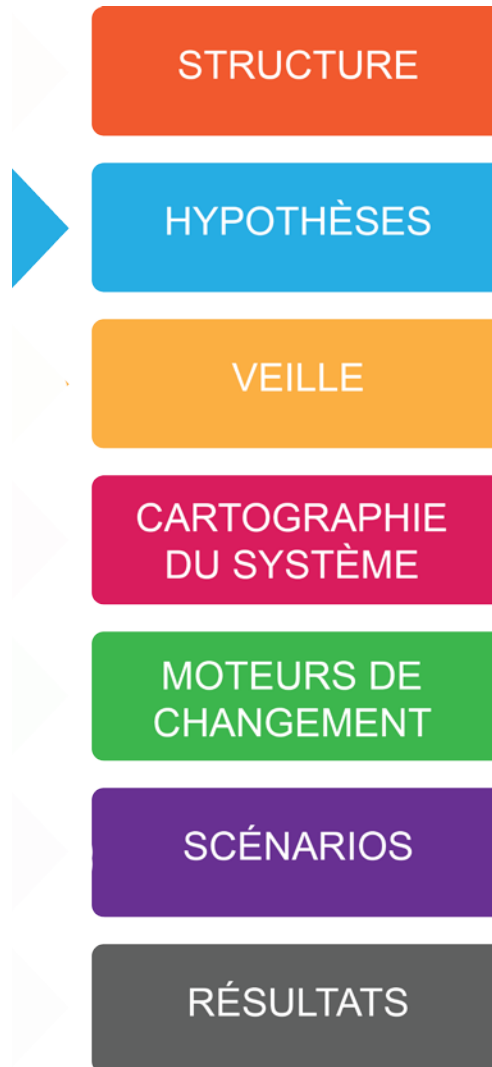 STRUCTURE
HYPOTHÈSES
VEILLE
CARTOGRAPHIE
DU SYSTÈME
MOTEURS DE
CHANGEMENT
SCÉNARIOS
RÉSULTATS